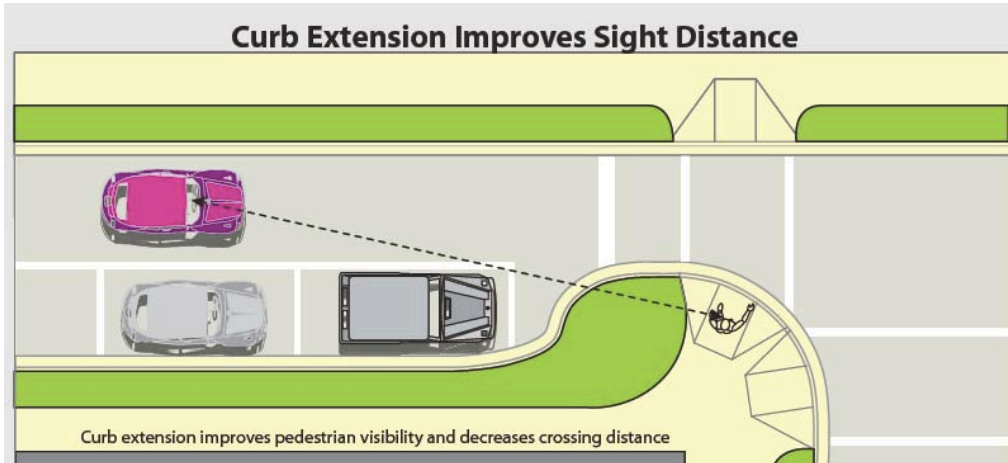 Curb Extension Improves Sight Distance
Curb extension improves pedestrian visibility and decreases crossing distance